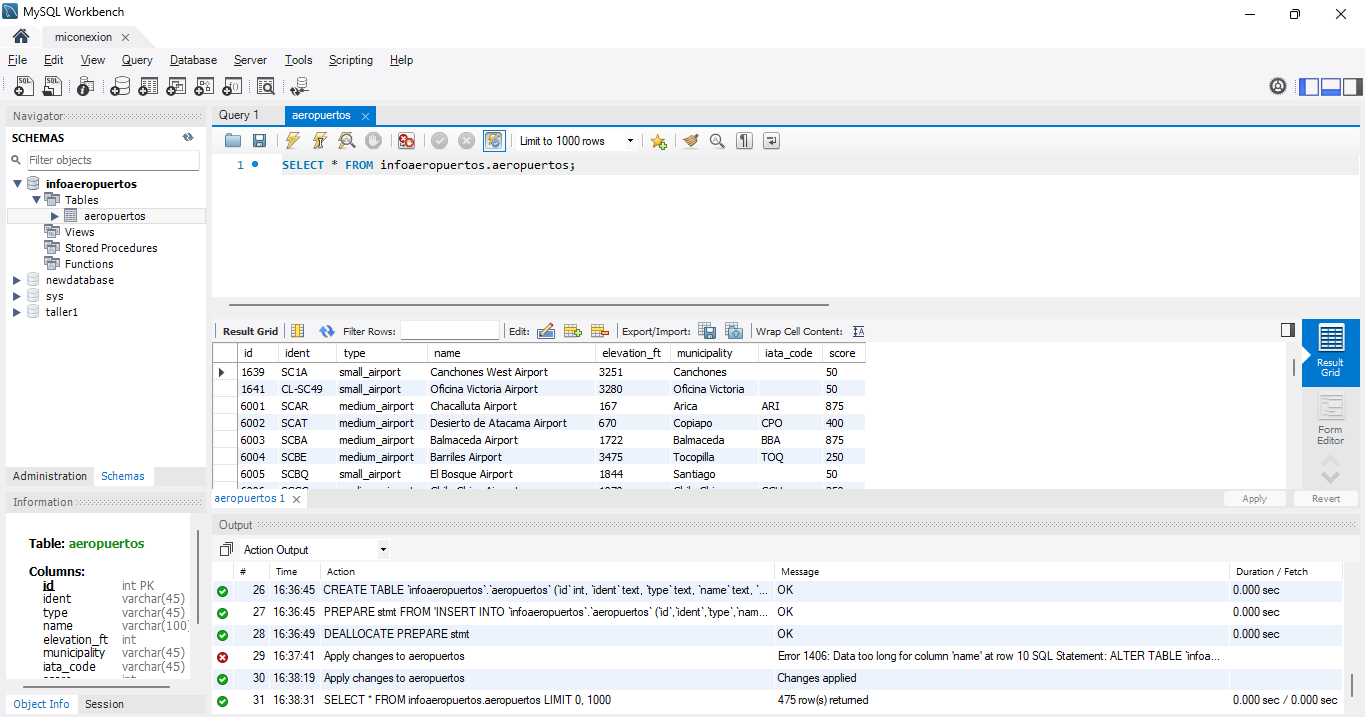 MySQL Workbench
miconexion
File Edit View Query Database Server Tools Scripting Help
Navigator
SCHEMAS
Filter objects
infoaeropuertos
Tables
aeropuertos
Views
Stored Procedures
Functions
newdatabase
sys
taller1
Administration Schemas
Information
Table: aeropuertos
Columns:
id int PK
ident varchar(45)
type varchar(45)
name varchar(100)
elevation_ft int
municipality varchar(45)
iata_code varchar(45)
Object Info Session
Query 1 aeropuertos
Limit to 1000 rows
1 SELECT * FROM infoaeropuertos.aeropuertos;
Result Grid Filter Rows: Edit: Export/Import: Wrap Cell Content:
id ident type name elevation_ft municipality iata_code score
1639 SC1A small_airport Canchones West Airport 3251 Canchones 50
1641 CL-SC49 small_airport Oficina Victoria Airport 3280 Oficina Victoria 50
6001 SCAR medium_airport Chacalluta Airport 167 Arica ARI 875
6002 SCAT medium_airport Desierto de Atacama Airport 670 Copiapo CPO 400
6003 SCBA medium_airport Balmaceda Airport 1722 Balmaceda BBA 875
6004 SCBE medium_airport Barriles Airport 3475 Tocopilla TOQ 250
6005 SCBQ small_airport El Bosque Airport 1844 Santiago 50
Result
Grid
Form
Editor
aeropuertos 1
Apply Revert
Output
Action Output
# Time Action Message Duration / Fetch
26 16:36:45 CREATE TABLE `infoaeropuertos`.`aeropuertos` (`id` int, `ident` text, `type` text, `name` text, `... OK 0.000 sec
27 16:36:45 PREPARE stmt FROM 'INSERT INTO `infoaeropuertos`.`aeropuertos` (`id`,`ident`,`type`,`nam... OK 0.000 sec
28 16:36:49 DEALLOCATE PREPARE stmt OK 0.000 sec
29 16:37:41 Apply changes to aeropuertos Error 1406: Data too long for column 'name' at row 10 SQL Statement: ALTER TABLE `infoa...
30 16:38:19 Apply changes to aeropuertos Changes applied
31 16:38:31 SELECT * FROM infoaeropuertos.aeropuertos LIMIT 0, 1000 475 row(s) returned 0.000 sec / 0.000 sec